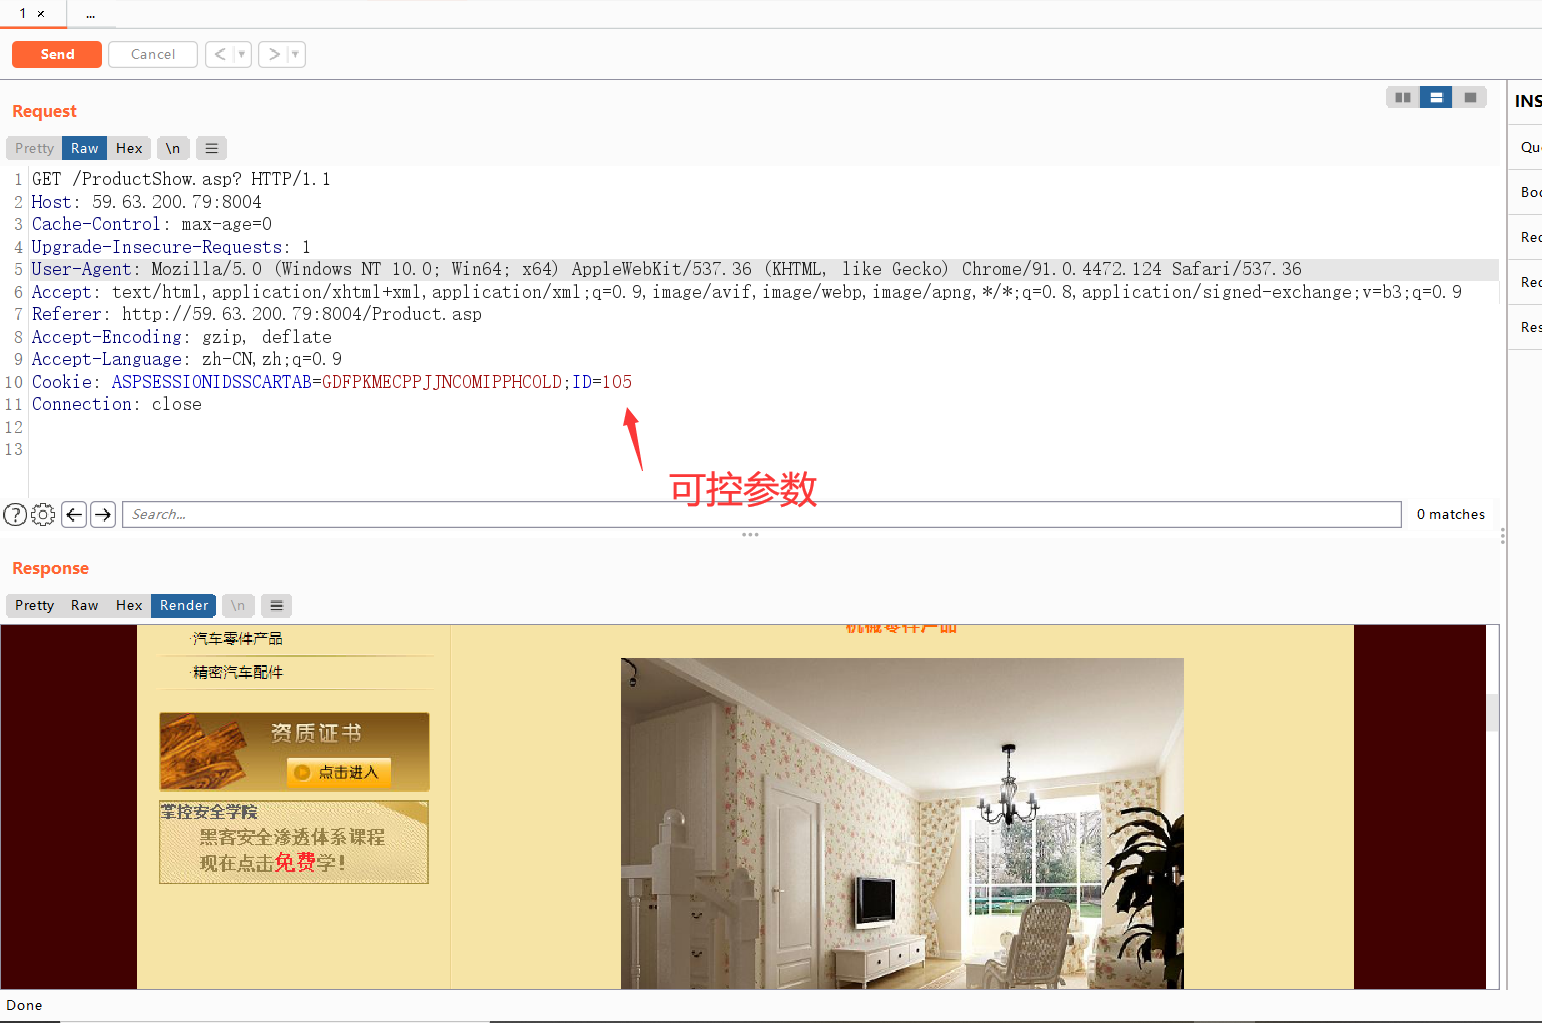 1 ×
...
Send
Cancel
<
>
Request
INS
Pretty
Raw
Hex
\n
1 GET /ProductShow.asp? HTTP/1.1
2 Host: 59.63.200.79:8004
3 Cache-Control: max-age=0
4 Upgrade-Insecure-Requests: 1
5 User-Agent: Mozilla/5.0 (Windows NT 10.0; Win64; x64) AppleWebKit/537.36 (KHTML, like Gecko) Chrome/91.0.4472.124 Safari/537.36
6 Accept: text/html,application/xhtml+xml,application/xml;q=0.9,image/avif,image/webp,image/apng,*/*;q=0.8,application/signed-exchange;v=b3;q=0.9
7 Referer: http://59.63.200.79:8004/Product.asp
8 Accept-Encoding: gzip, deflate
9 Accept-Language: zh-CN,zh;q=0.9
10 Cookie: ASPSESSIONIDSSCARTAB=GDFPKMECPPJJNCOMIPPHCOLD;ID=105
11 Connection: close
12
13
Qu
Bo
Rec
Rec
Res
可控参数
?
Search...
0 matches
Response
Pretty
Raw
Hex
Render
\n
·汽车零件产品
机械零件产品
·精密汽车配件
资质证书
点击进入
掌控安全学院
黑客安全渗透体系课程
现在点击免费学!
Done